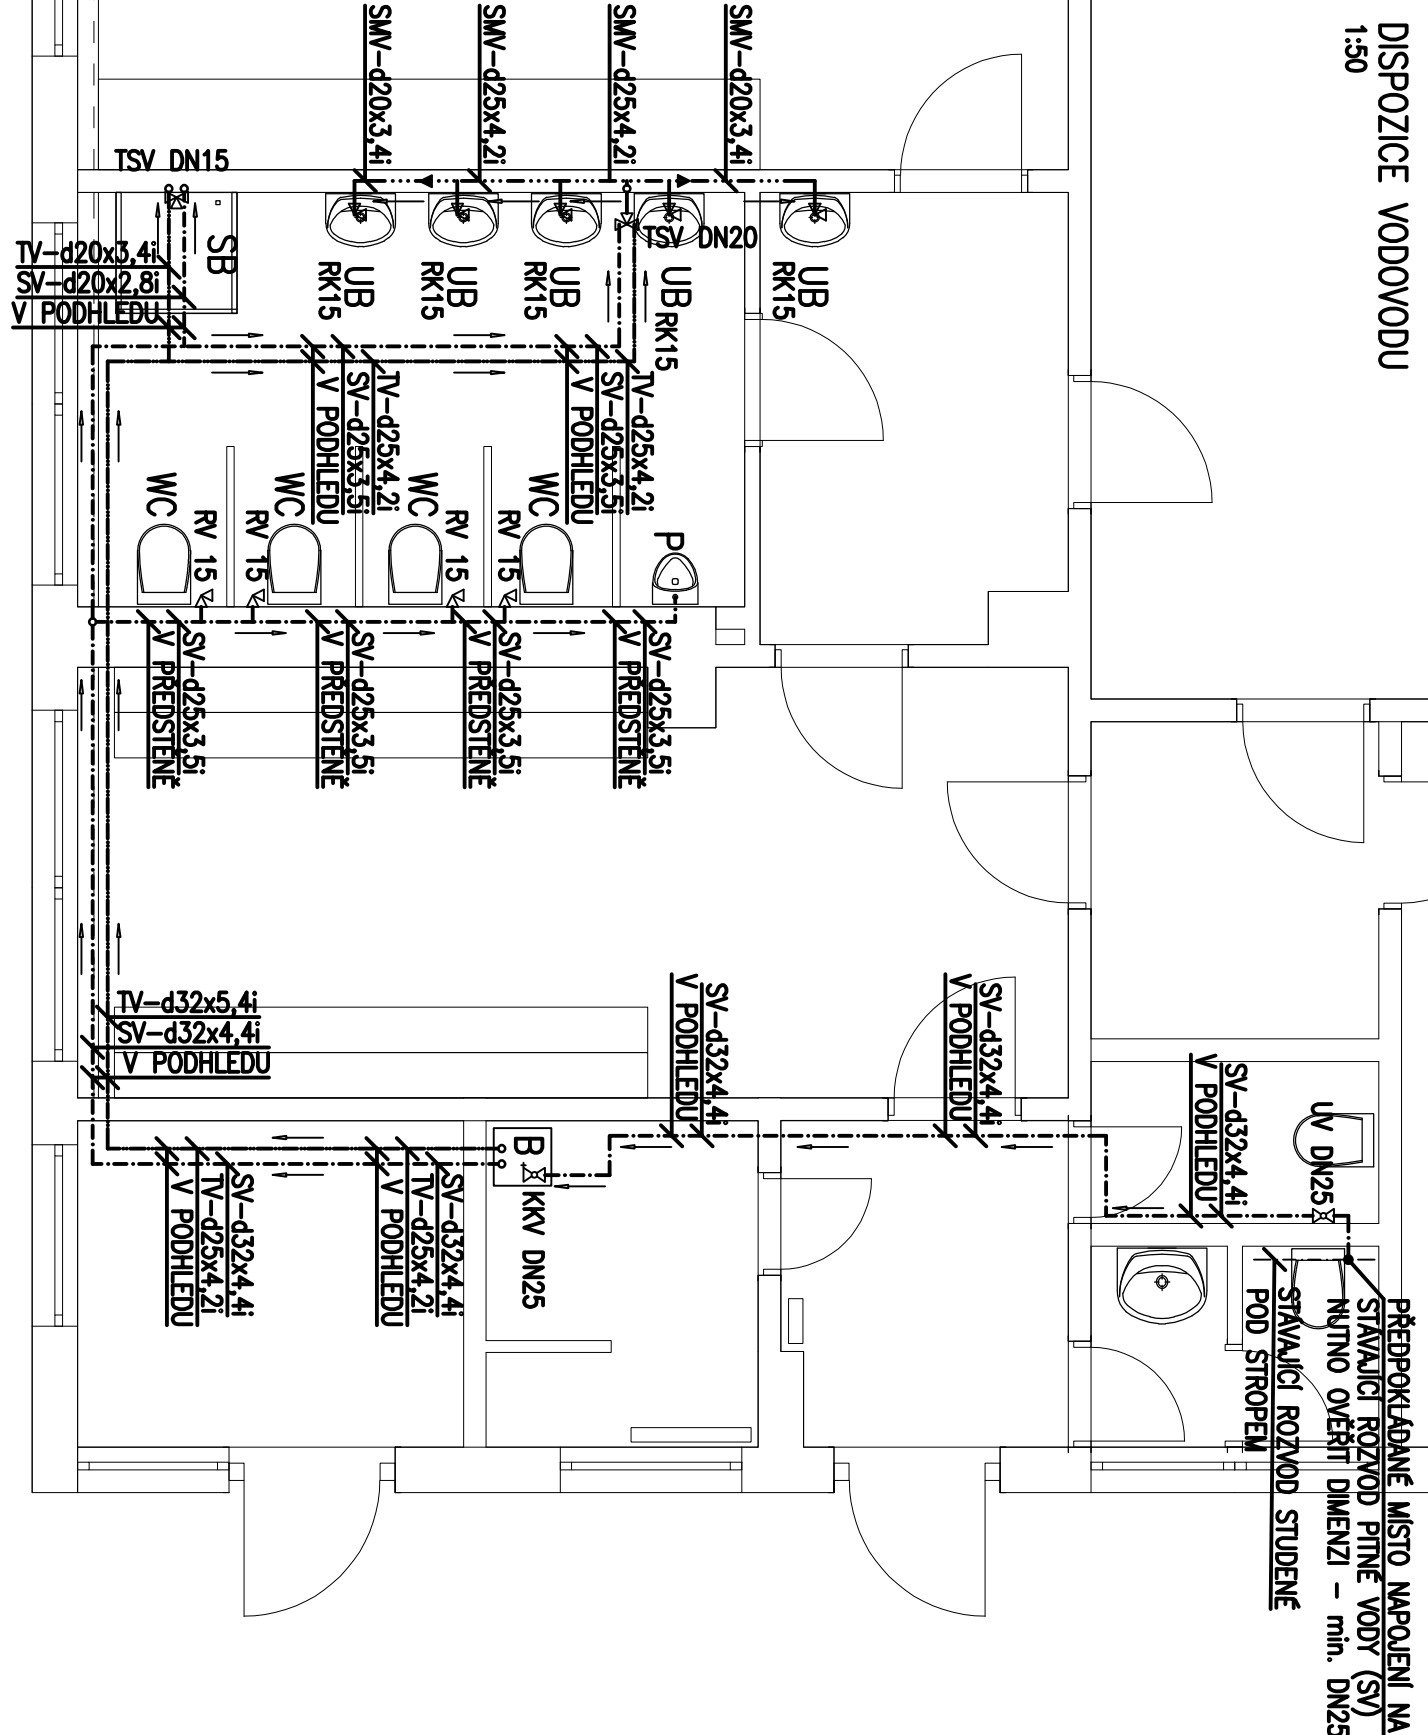 DISPOZICE VODOVODU
1:50
SMV-d20x3,4i
SMV-d25x4,2i
SMV-d25x4,2i
SMV-d20x3,4i
TSV DN15
SB
TV-d20x3,4i
SV-d20x2,8i
V PODHLEDU
UB
RK15
UB
RK15
UB
RK15
TSV DN20
UB
RK15
UB
RK15
TV-d25x4,2i
SV-d25x3,5i
V PODHLEDU
TV-d25x4,2i
SV-d25x3,5i
V PODHLEDU
WC
RV 15
RV 15
WC
WC
RV 15
RV 15
WC
P
SV-d25x3,5i
V PŘEDSTĚNĚ
SV-d25x3,5i
V PŘEDSTĚNĚ
SV-d25x3,5i
V PŘEDSTĚNĚ
SV-d25x3,5i
V PŘEDSTĚNĚ
TV-d32x5,4i
SV-d32x4,4i
V PODHLEDU
SV-d32x4,4i
V PODHLEDU
SV-d32x4,4i
V PODHLEDU
SV-d32x4,4i
V PODHLEDU
UV DN25
B
KKV DN25
SV-d32x4,4i
TV-d25x4,2i
V PODHLEDU
SV-d32x4,4i
TV-d25x4,2i
V PODHLEDU
PŘEDPOKLÁDANÉ MÍSTO NAPOJENÍ NA
STÁVAJÍCÍ ROZVOD PITNÉ VODY (SV)
NUTNO OVĚŘIT DIMENZI - min. DN25
STÁVAJÍCÍ ROZVOD STUDENÉ
POD STROPEM